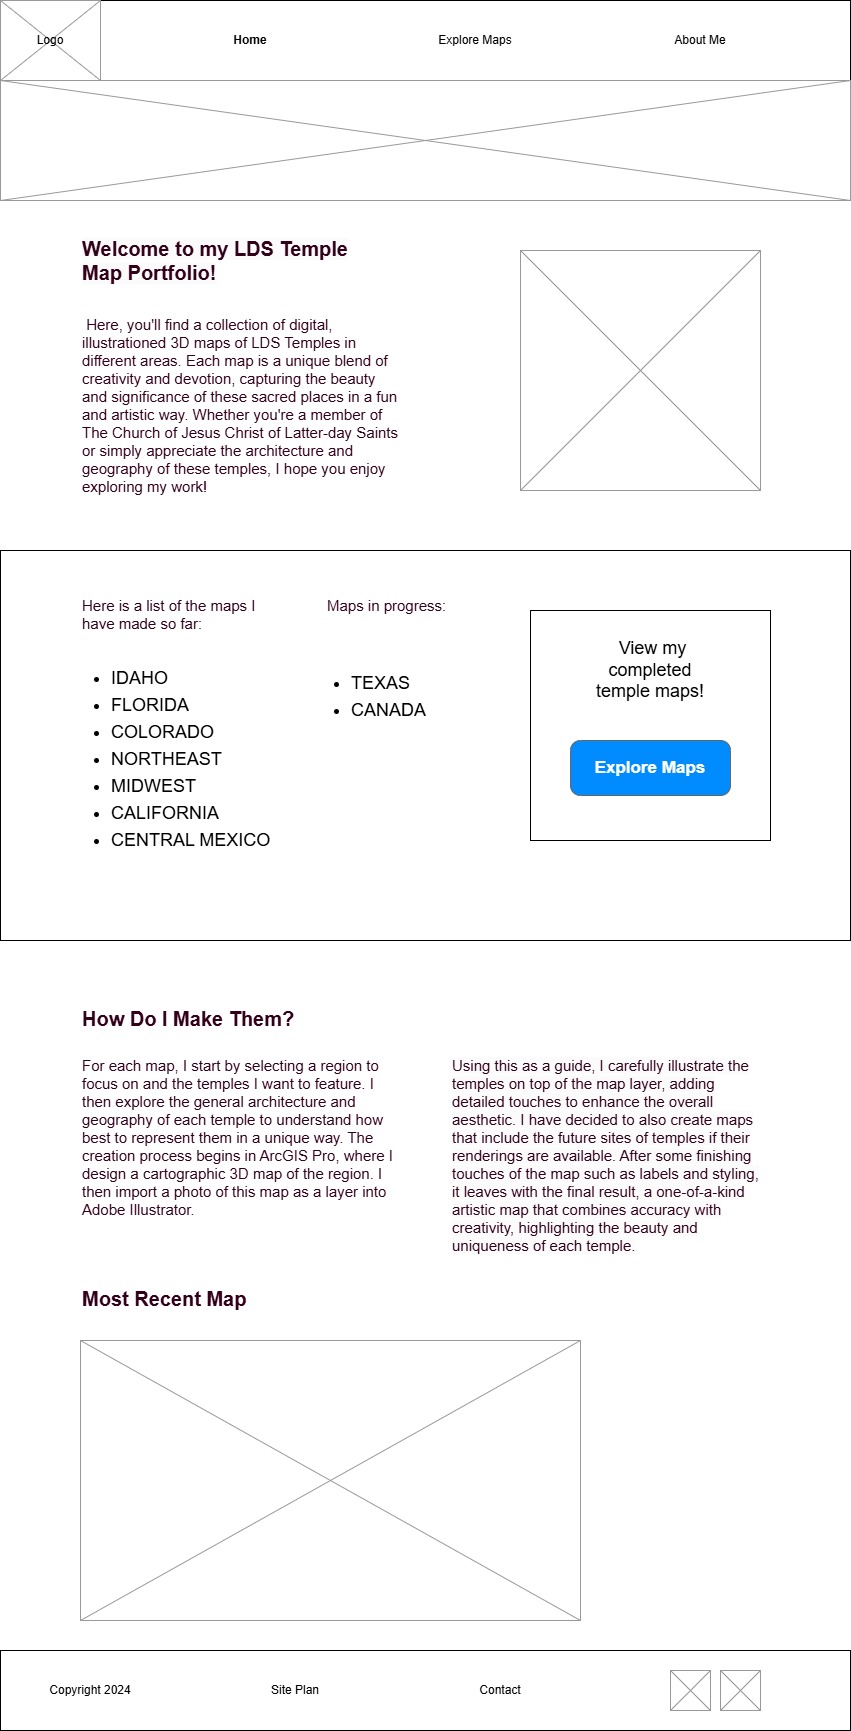 Logo
Home
Explore Maps
About Me
Welcome to my LDS Temple
Map Portfolio!
Here, you'll find a collection of digital,
illustrationed 3D maps of LDS Temples in
different areas. Each map is a unique blend of
creativity and devotion, capturing the beauty
and significance of these sacred places in a fun
and artistic way. Whether you're a member of
The Church of Jesus Christ of Latter-day Saints
or simply appreciate the architecture and
geography of these temples, I hope you enjoy
exploring my work!
Here is a list of the maps I
have made so far:
• IDAHO
• FLORIDA
• COLORADO
• NORTHEAST
• MIDWEST
• CALIFORNIA
• CENTRAL MEXICO
Maps in progress:
• TEXAS
• CANADA
View my
completed
temple maps!
Explore Maps
How Do I Make Them?
For each map, I start by selecting a region to
focus on and the temples I want to feature. I
then explore the general architecture and
geography of each temple to understand how
best to represent them in a unique way. The
creation process begins in ArcGIS Pro, where I
design a cartographic 3D map of the region. I
then import a photo of this map as a layer into
Adobe Illustrator.
Using this as a guide, I carefully illustrate the
temples on top of the map layer, adding
detailed touches to enhance the overall
aesthetic. I have decided to also create maps
that include the future sites of temples if their
renderings are available. After some finishing
touches of the map such as labels and styling,
it leaves with the final result, a one-of-a-kind
artistic map that combines accuracy with
creativity, highlighting the beauty and
uniqueness of each temple.
Most Recent Map
Copyright 2024
Site Plan
Contact